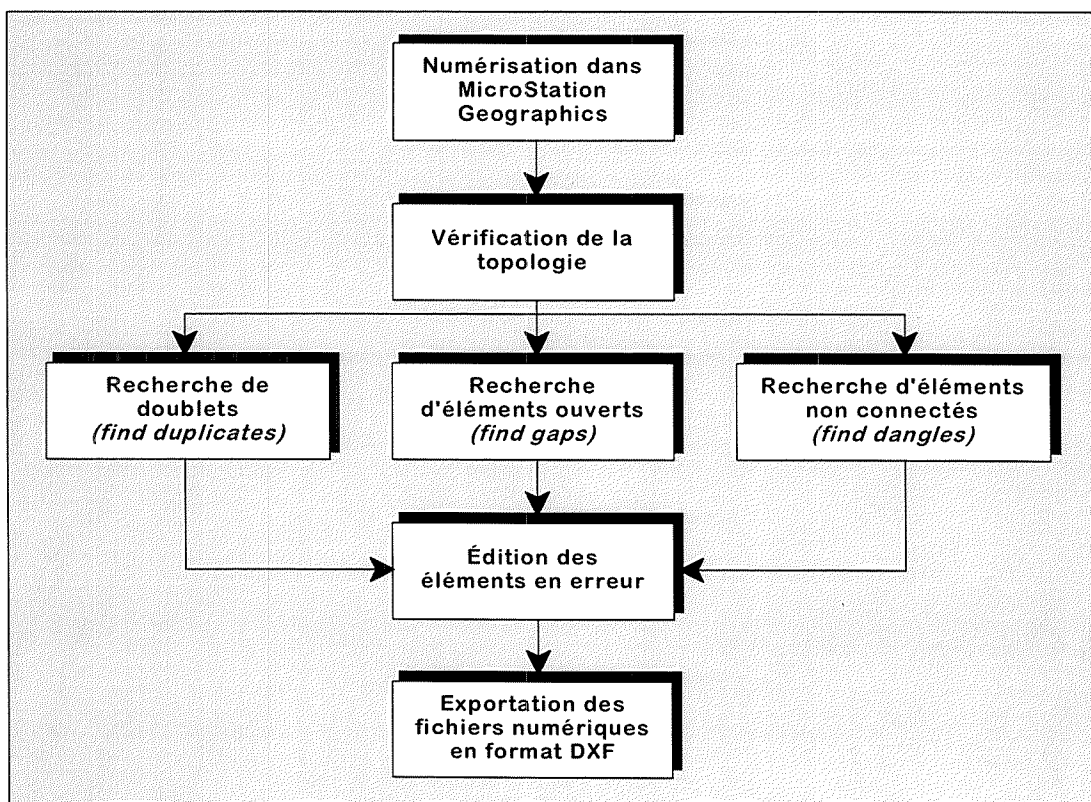 Numérisation dans
MicroStation
Geographics
Vérification de la
topologie
Recherche de
doublets
(find duplicates)
Recherche
d'éléments ouverts
(find gaps)
Recherche d'éléments
non connectés
(find dangles)
Édition des
éléments en erreur
Exportation des
fichiers numériques
en format DXF